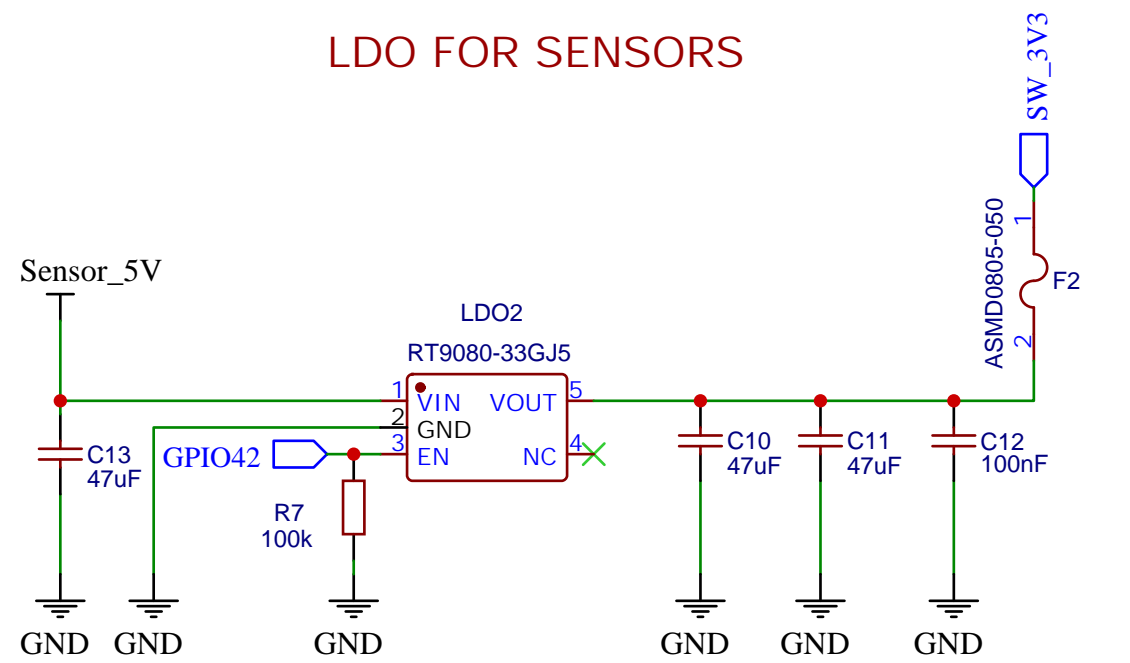 LDO FOR SENSORS
SW_3V3
1
ASMD0805-050
F2
2
Sensor_5V
LDO2
RT9080-33GJ5
1
VIN
VOUT
5
2
GND
3
EN
NC
4
GPIO42
C13
47uF
R7
100k
C10
47uF
C11
47uF
C12
100nF
GND
GND
GND
GND
GND
GND